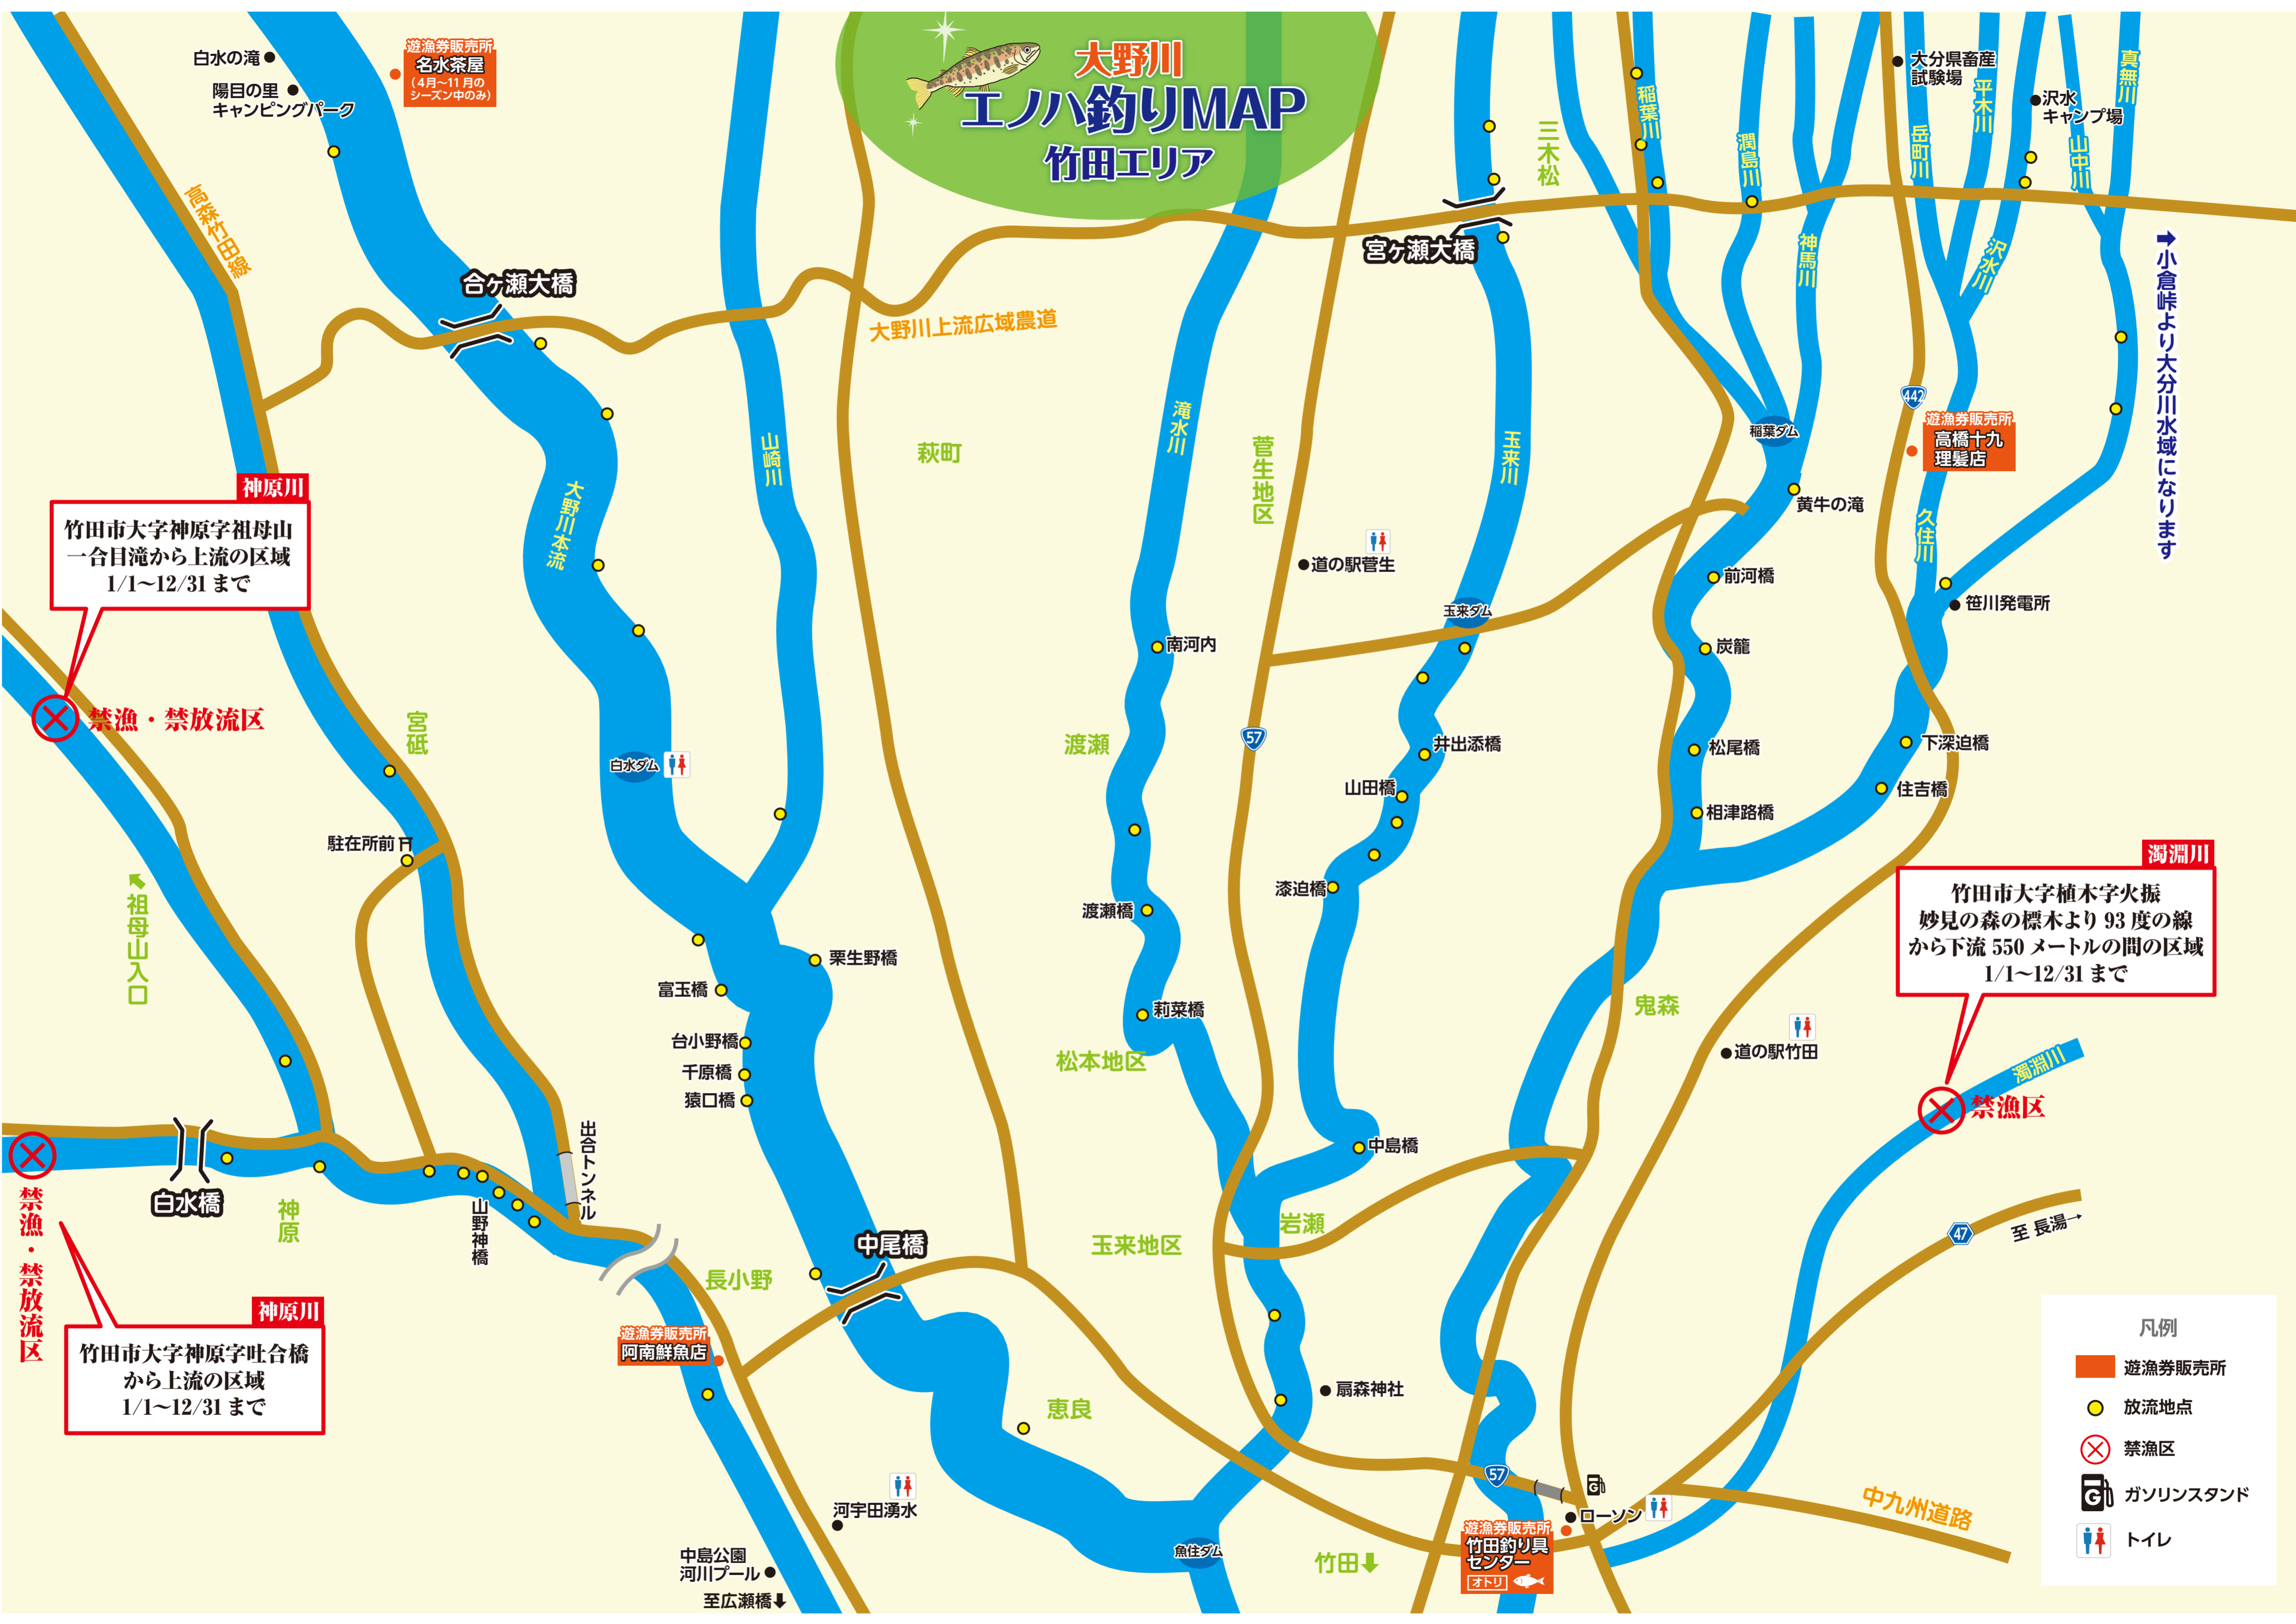 大野川
エノハ釣りMAP
竹田エリア
白水の滝
陽目の里
キャンピングパーク
遊漁券販売所
名水茶屋
(4月〜11月の
シーズン中のみ)
高森竹田線
合ヶ瀬大橋
大野川上流広域農道
大野川本流
山崎川
萩町
滝水川
菅生地区
玉来川
三木松
宮ヶ瀬大橋
稲葉川
潤島川
神馬川
大分県畜産
試験場
岳町川
平木川
沢水
キャンプ場
沢水川
山中川
真無川
➡小倉峠より大分川水域になります
442
遊漁券販売所
高橋十九
理髪店
稲葉ダム
黄牛の滝
久住川
笹川発電所
前河橋
炭籠
松尾橋
相津路橋
下深迫橋
住吉橋
道の駅菅生
玉来ダム
南河内
渡瀬
57
井出添橋
山田橋
漆迫橋
渡瀬橋
莉菜橋
松本地区
中島橋
岩瀬
玉来地区
神原川
竹田市大字神原字祖母山
一合目滝から上流の区域
1/1〜12/31まで
禁漁・禁放流区
宮砥
白水ダム
駐在所前
祖母山入口
栗生野橋
富玉橋
台小野橋
千原橋
猿口橋
出合トンネル
白水橋
神原
山野神橋
禁漁・禁放流区
神原川
竹田市大字神原字吐合橋
から上流の区域
1/1〜12/31まで
中尾橋
長小野
遊漁券販売所
阿南鮮魚店
恵良
河宇田湧水
中島公園
河川プール
至広瀬橋⬇
魚住ダム
扇森神社
竹田⬇
57
G
ローソン
遊漁券販売所
竹田釣り具
センター
オトリ
鬼森
道の駅竹田
濁淵川
竹田市大字植木字火振
妙見の森の標木より93度の線
から下流550メートルの間の区域
1/1〜12/31まで
濁淵川
禁漁区
47
至 長湯→
中九州道路
凡例
遊漁券販売所
放流地点
禁漁区
G
ガソリンスタンド
トイレ